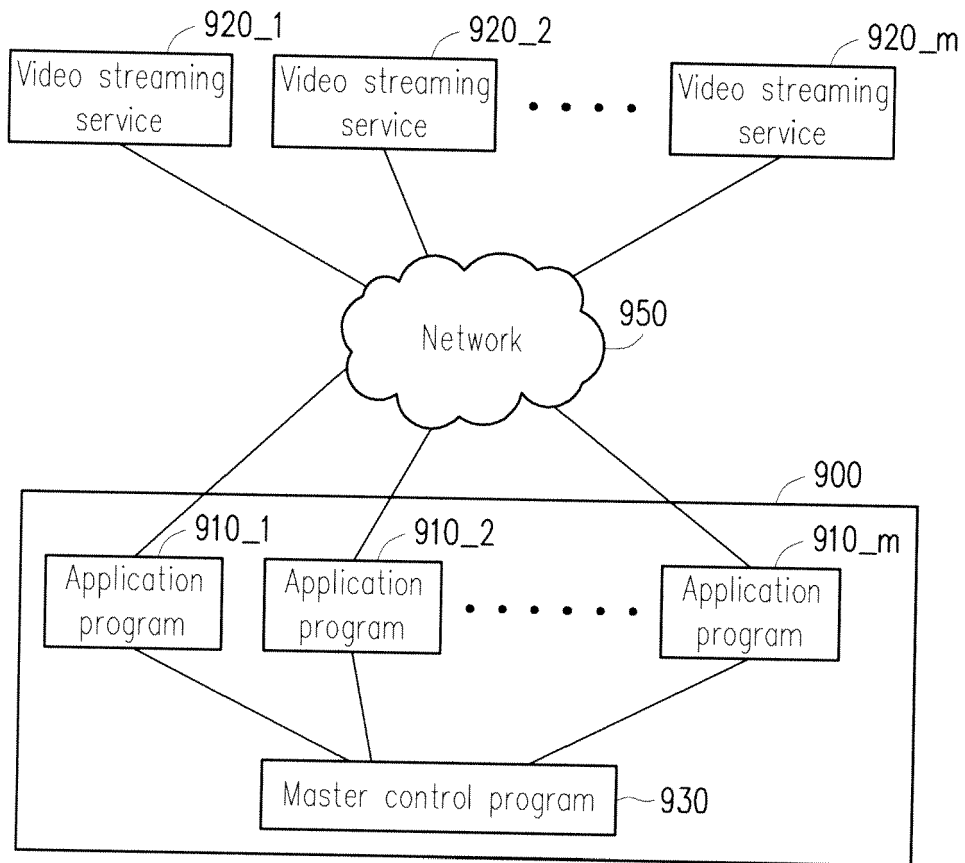 920_1
920_2
920_m
Video streaming
service
Video streaming
service
Video streaming
service
Network
950
900
910_1
910_2
910_m
Application
program
Application
program
Application
program
Master control program
930